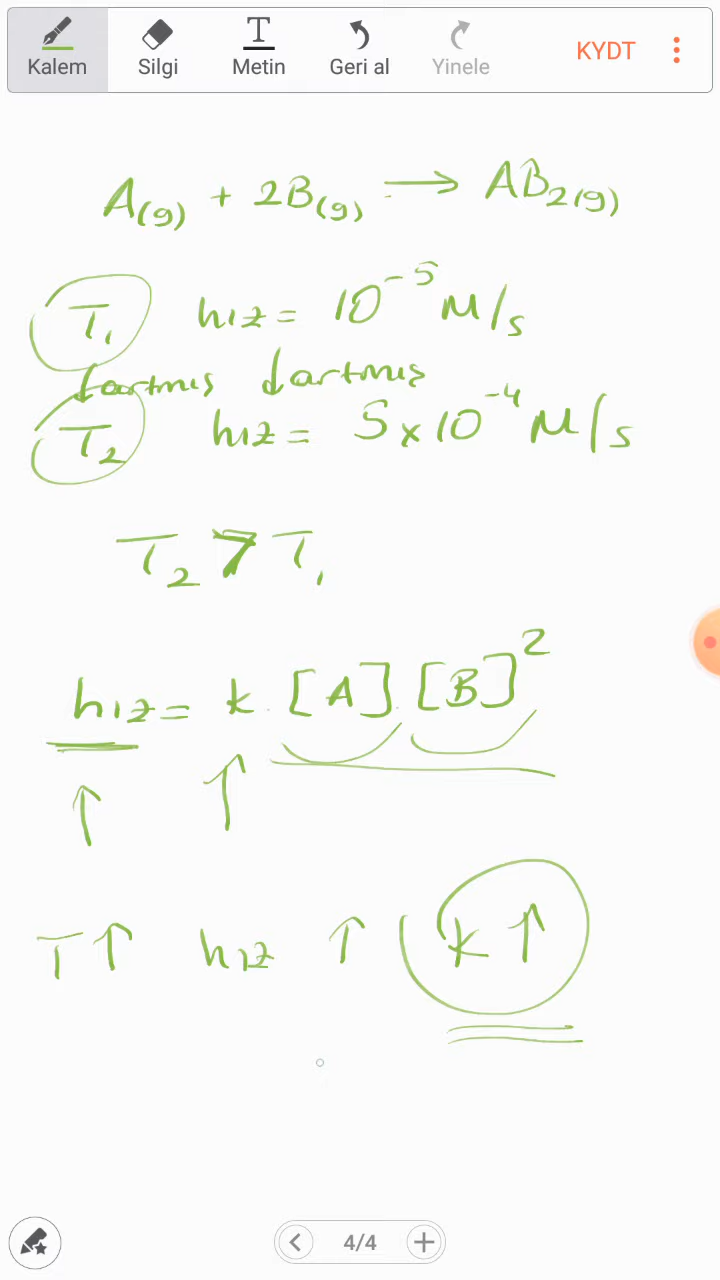 Kalem Silgi Metin Geri al Yinele KYDT
A(g) + 2B(g) → AB2(g)
T1 hız = 10^-5 M/s
↓artmış ↓artmış
T2 hız = 5x10^-4 M/s
T2 > T1
hız = k.[A].[B]^2
↑ ↑
T↑ hız ↑ k↑
4/4